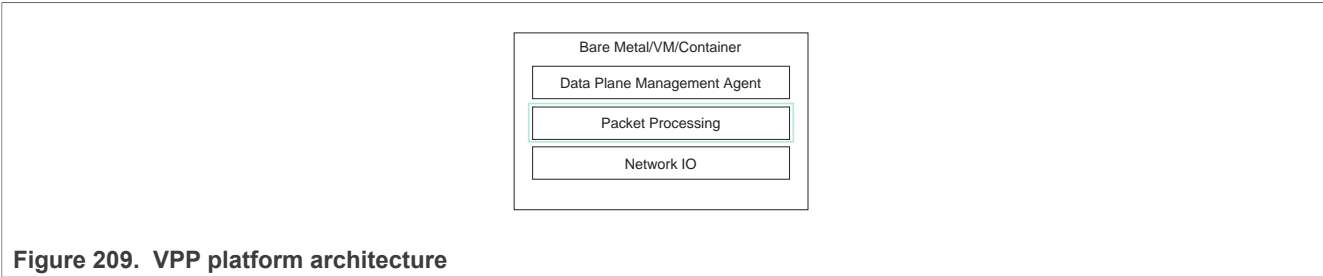 Bare Metal/VM/Container
Data Plane Management Agent
Packet Processing
Network IO
Figure 209. VPP platform architecture